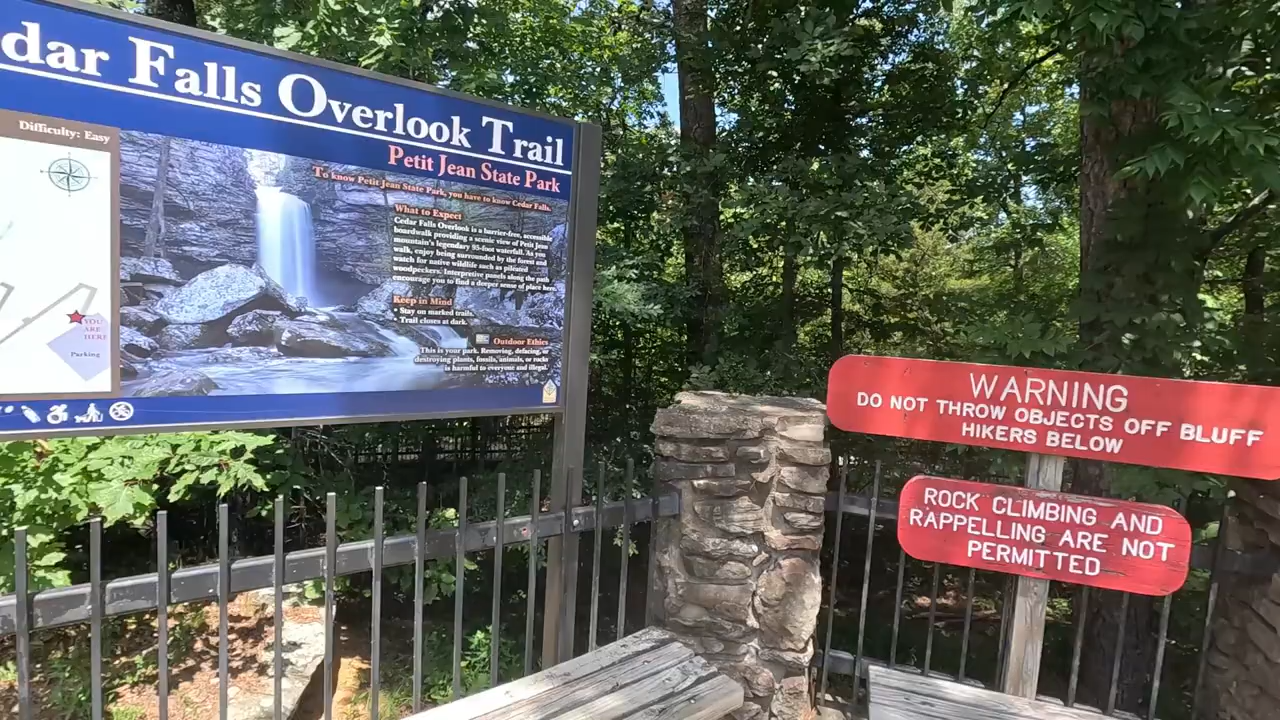 dar Falls Overlook Trail
Petit Jean State Park
Difficulty: Easy
To know Petit Jean State Park, you have to know Cedar Falls.
What to Expect
Cedar Falls Overlook is a barrier-free, accessible
boardwalk providing a scenic view of Petit Jean
mountain's legendary 95-foot waterfall. As you
walk, enjoy being surrounded by the forest and
watch for native wildlife such as pileated
woodpeckers. Interpretive panels along the path
encourage you to find a deeper sense of place here.
Keep in Mind
• Stay on marked trails.
• Trail closes at dark.
Outdoor Ethics
This is your park. Removing, defacing, or
destroying plants, fossils, animals, or rocks
is harmful to everyone and illegal.
YOU
ARE
HERE
Parking
WARNING
DO NOT THROW OBJECTS OFF BLUFF
HIKERS BELOW
ROCK CLIMBING AND
RAPPELLING ARE NOT
PERMITTED